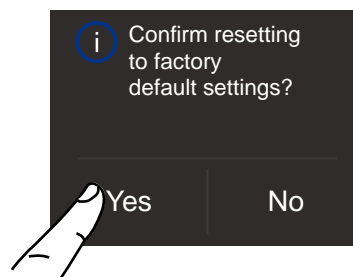 i
Confirm resetting
to factory
default settings?
Yes
No